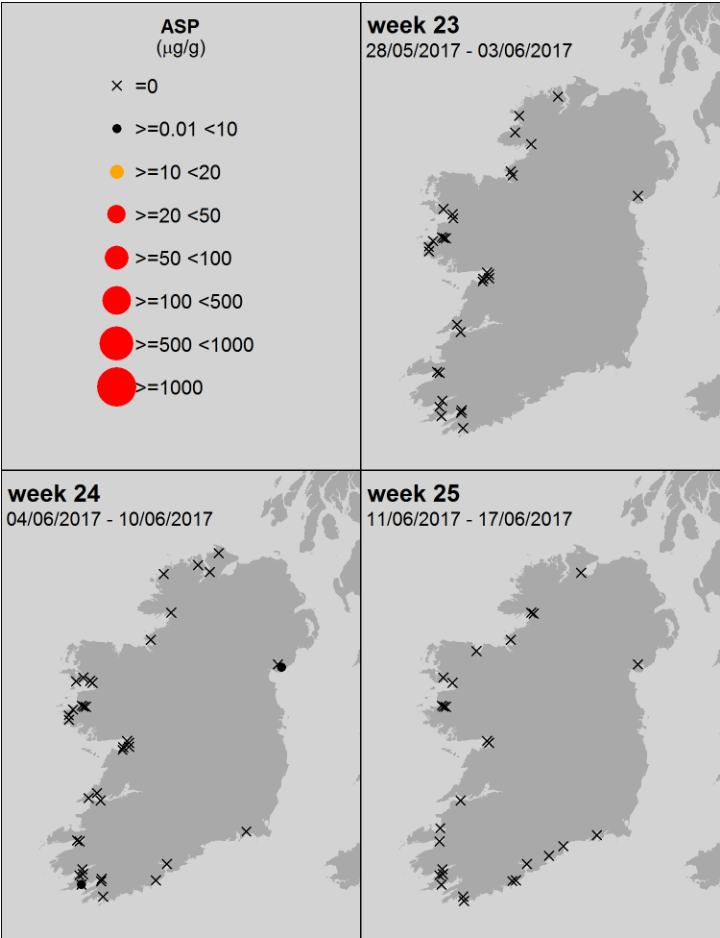 ASP
(μg/g)
=0
>=0.01 <10
>=10 <20
>=20 <50
>=50 <100
>=100 <500
>=500 <1000
>=1000
week 23
28/05/2017 - 03/06/2017
week 24
04/06/2017 - 10/06/2017
week 25
11/06/2017 - 17/06/2017